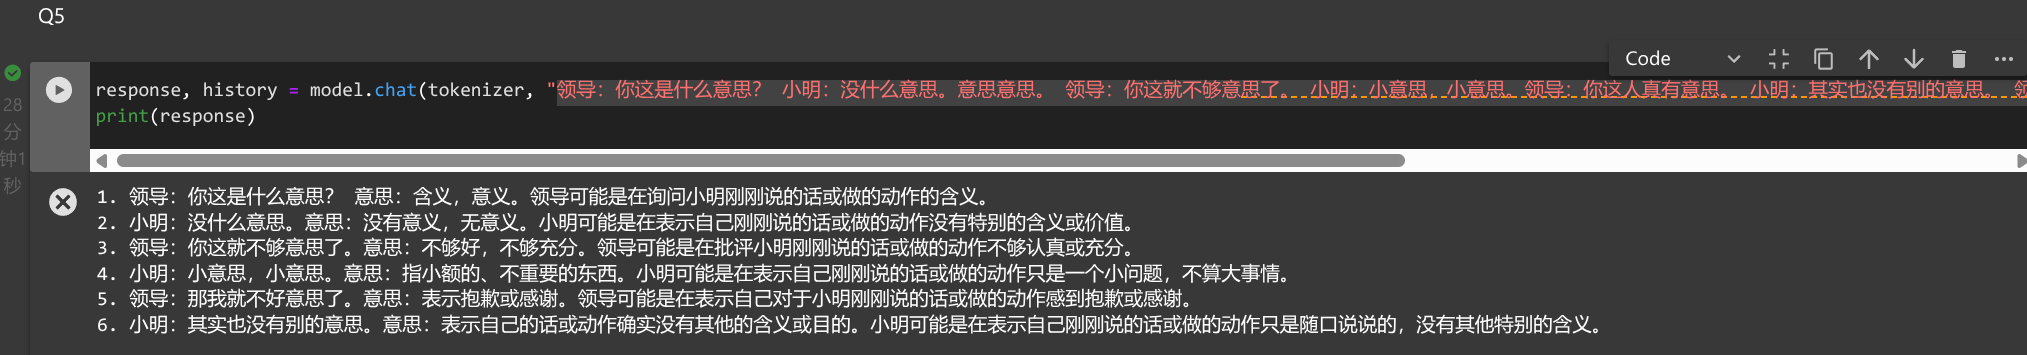 Q5
Code
28
分
钟1
秒
response, history = model.chat(tokenizer, "领导: 你这是什么意思? 小明: 没什么意思。意思意思。 领导: 你这就不够意思了。 小明: 小意思, 小意思。领导: 你这人真有意思。 小明: 其实也没有别的意思。 领
print(response)
1. 领导: 你这是什么意思? 意思: 含义, 意义。领导可能是在询问小明刚刚说的话或做的动作的含义。
2. 小明: 没什么意思。意思: 没有意义, 无意义。小明可能是在表示自己刚刚说的话或做的动作没有特别的含义或价值。
3. 领导: 你这就不够意思了。意思: 不够好, 不够充分。领导可能是在批评小明刚刚说的话或做的动作不够认真或充分。
4. 小明: 小意思, 小意思。意思: 指小额的、不重要的东西。小明可能是在表示自己刚刚说的话或做的动作只是一个小问题, 不算大事情。
5. 领导: 那我就不好意思了。意思: 表示抱歉或感谢。领导可能是在表示自己对于小明刚刚说的话或做的动作感到抱歉或感谢。
6. 小明: 其实也没有别的意思。意思: 表示自己的话或动作确实没有其他的含义或目的。小明可能是在表示自己刚刚说的话或做的动作只是随口说说的, 没有其他特别的含义。